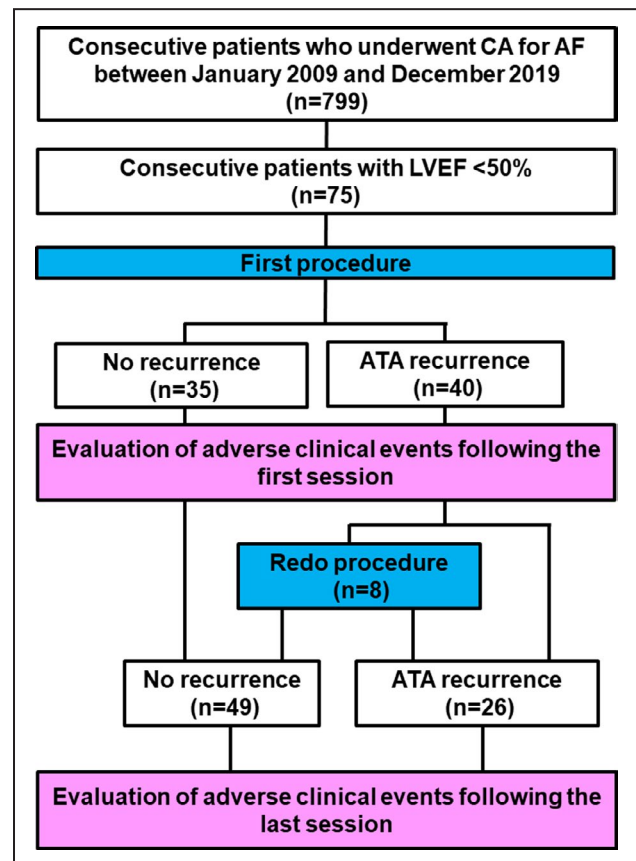 Consecutive patients who underwent CA for AF
between January 2009 and December 2019
(n=799)
Consecutive patients with LVEF <50%
(n=75)
First procedure
No recurrence
(n=35)
ATA recurrence
(n=40)
Evaluation of adverse clinical events following the
first session
Redo procedure
(n=8)
No recurrence
(n=49)
ATA recurrence
(n=26)
Evaluation of adverse clinical events following the
last session